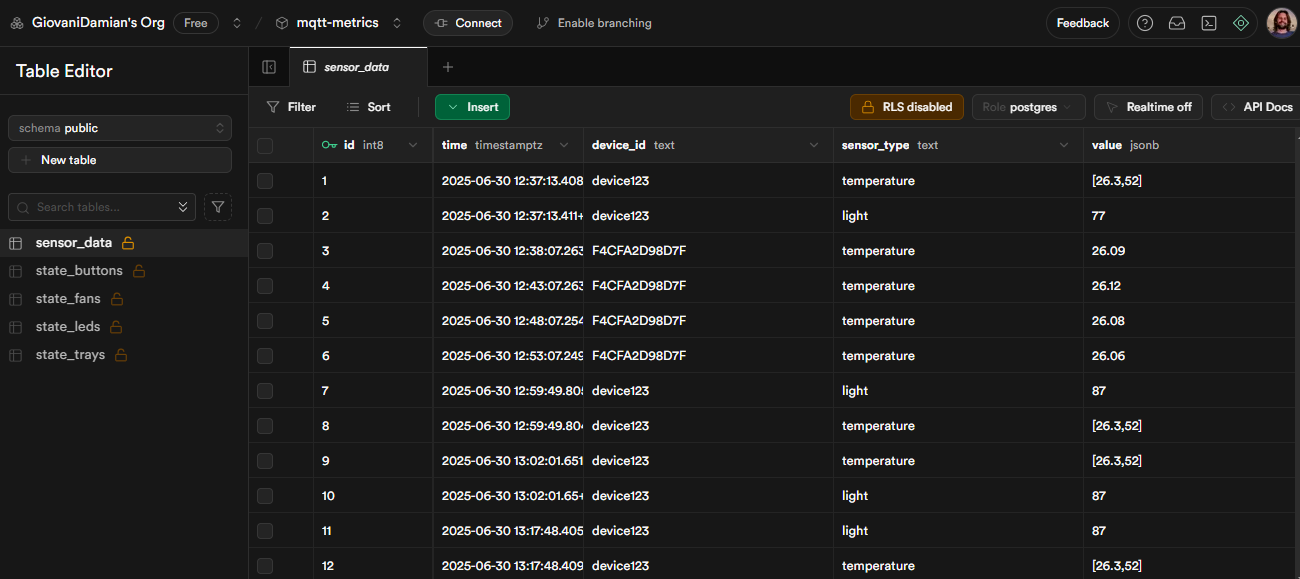 GiovaniDamian's Org Free / mqtt-metrics Connect Enable branching Feedback
Table Editor
sensor_data
Filter Sort Insert RLS disabled Role postgres Realtime off API Docs
schema public
New table
Search tables...
sensor_data
state_buttons
state_fans
state_leds
state_trays
id int8 time timestamptz device_id text sensor_type text value jsonb
1 2025-06-30 12:37:13.408 device123 temperature [26.3,52]
2 2025-06-30 12:37:13.411+ device123 light 77
3 2025-06-30 12:38:07.263 F4CFA2D98D7F temperature 26.09
4 2025-06-30 12:43:07.263 F4CFA2D98D7F temperature 26.12
5 2025-06-30 12:48:07.254 F4CFA2D98D7F temperature 26.08
6 2025-06-30 12:53:07.249 F4CFA2D98D7F temperature 26.06
7 2025-06-30 12:59:49.805 device123 light 87
8 2025-06-30 12:59:49.804 device123 temperature [26.3,52]
9 2025-06-30 13:02:01.651 device123 temperature [26.3,52]
10 2025-06-30 13:02:01.65+ device123 light 87
11 2025-06-30 13:17:48.405 device123 light 87
12 2025-06-30 13:17:48.409 device123 temperature [26.3,52]